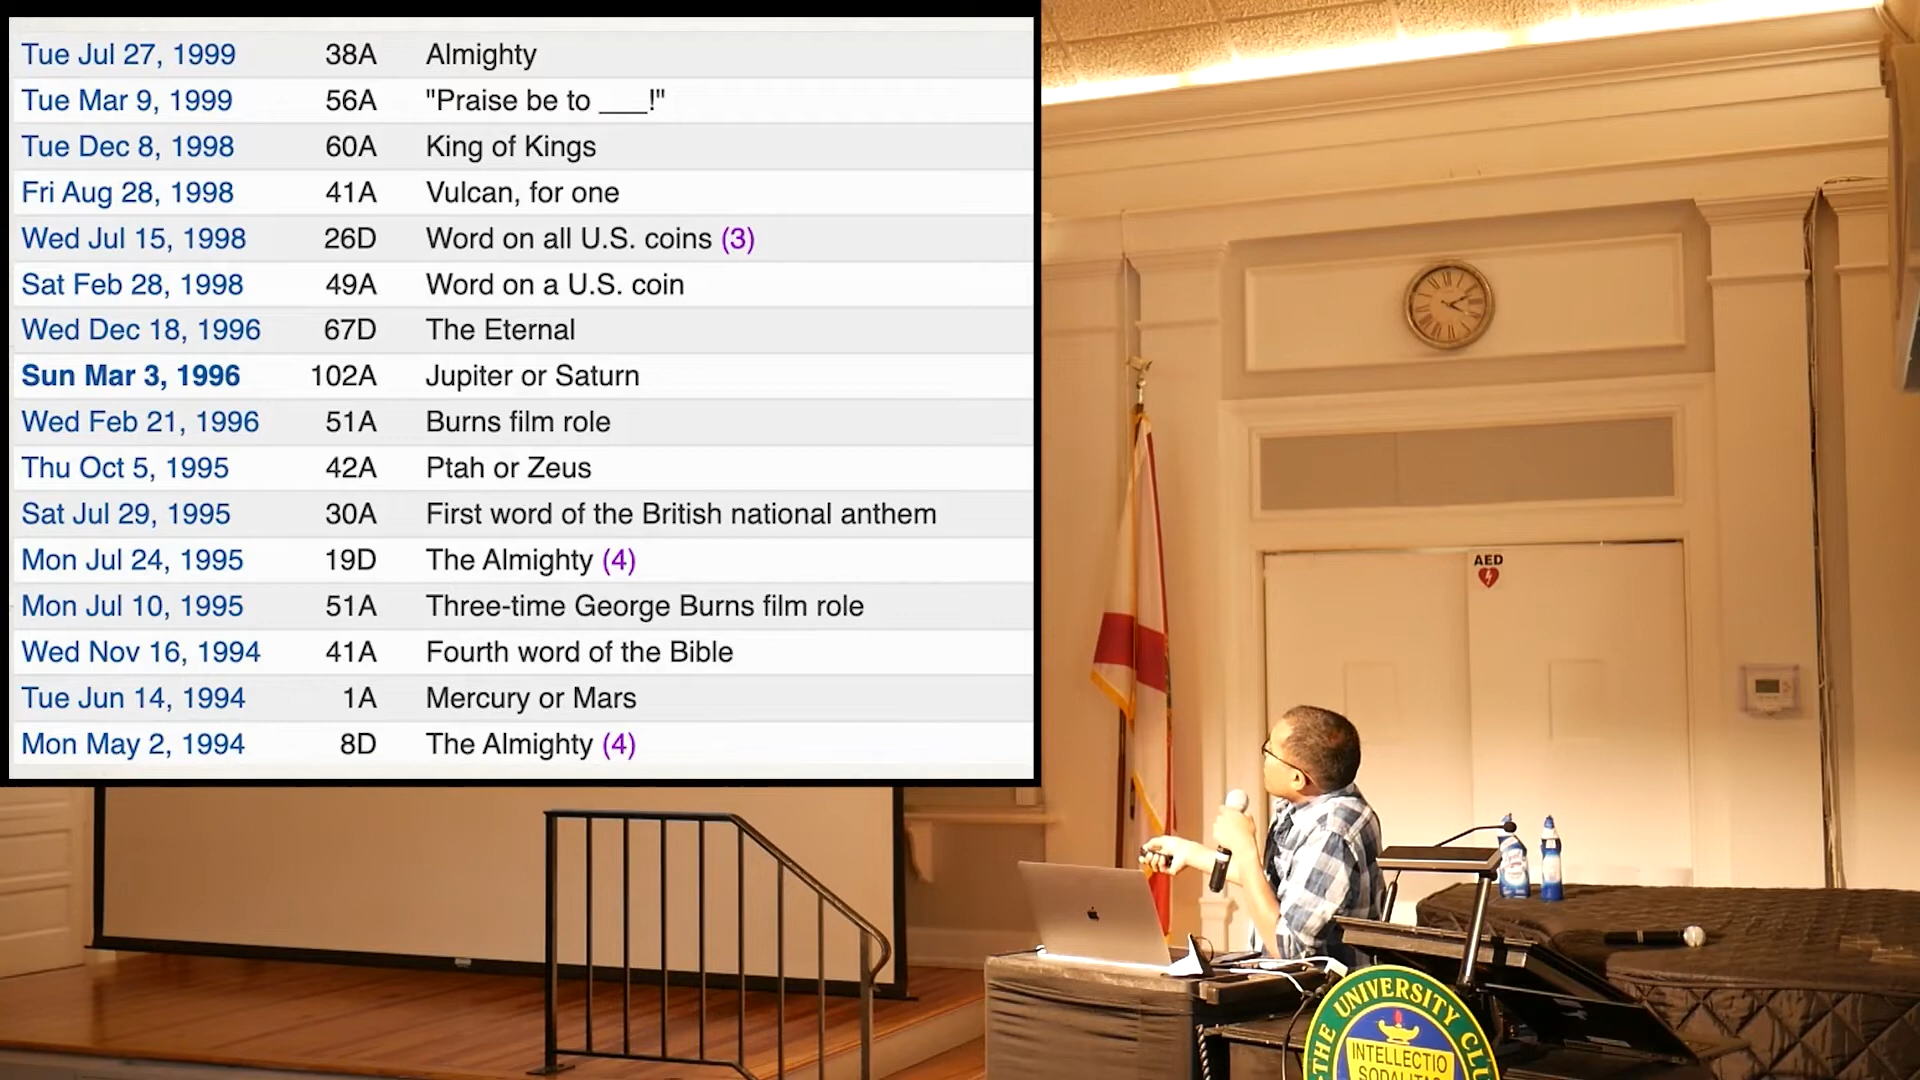 Tue Jul 27, 1999 38A Almighty
Tue Mar 9, 1999 56A "Praise be to ___!"
Tue Dec 8, 1998 60A King of Kings
Fri Aug 28, 1998 41A Vulcan, for one
Wed Jul 15, 1998 26D Word on all U.S. coins (3)
Sat Feb 28, 1998 49A Word on a U.S. coin
Wed Dec 18, 1996 67D The Eternal
Sun Mar 3, 1996 102A Jupiter or Saturn
Wed Feb 21, 1996 51A Burns film role
Thu Oct 5, 1995 42A Ptah or Zeus
Sat Jul 29, 1995 30A First word of the British national anthem
Mon Jul 24, 1995 19D The Almighty (4)
Mon Jul 10, 1995 51A Three-time George Burns film role
Wed Nov 16, 1994 41A Fourth word of the Bible
Tue Jun 14, 1994 1A Mercury or Mars
Mon May 2, 1994 8D The Almighty (4)
AED
THE UNIVERSITY
INTELLECTIO